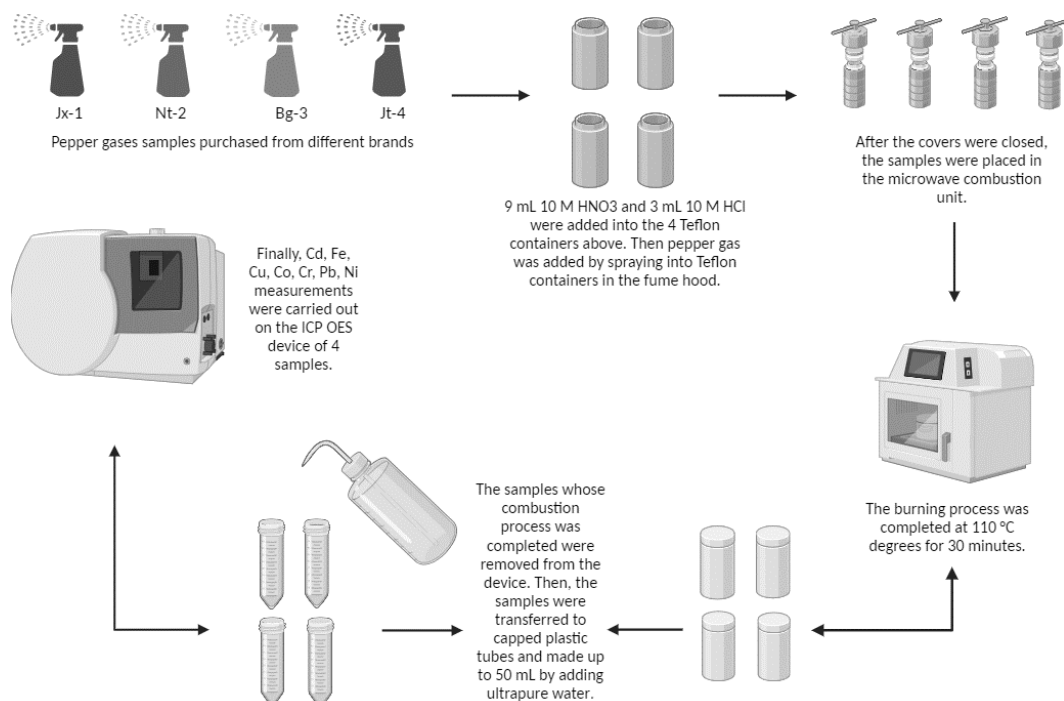 Jx-1
Nt-2
Bg-3
Jt-4
Pepper gases samples purchased from different brands
9 mL 10 M HNO3 and 3 mL 10 M HCl
were added into the 4 Teflon
containers above. Then pepper gas
was added by spraying into Teflon
containers in the fume hood.
After the covers were closed,
the samples were placed in
the microwave combustion
unit.
The burning process was
completed at 110 °C
degrees for 30 minutes.
The samples whose
combustion
process was
completed were
removed from the
device. Then, the
samples were
transferred to
capped plastic
tubes and made up
to 50 mL by adding
ultrapure water.
Finally, Cd, Fe,
Cu, Co, Cr, Pb, Ni
measurements
were carried out
on the ICP OES
device of 4
samples.